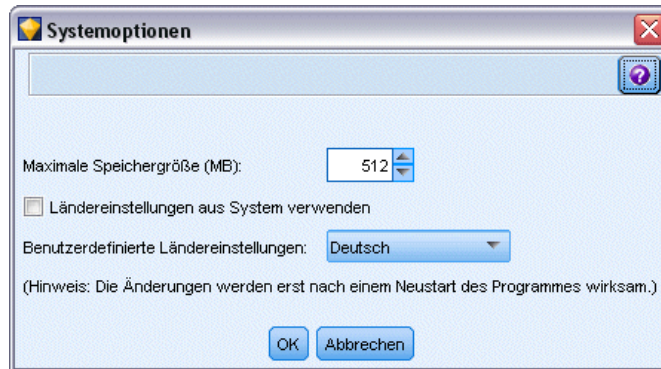 Systemoptionen
Maximale Speichergröße (MB): 512
Ländereinstellungen aus System verwenden
Benutzerdefinierte Ländereinstellungen: Deutsch
(Hinweis: Die Änderungen werden erst nach einem Neustart des Programmes wirksam.)
OK Abbrechen